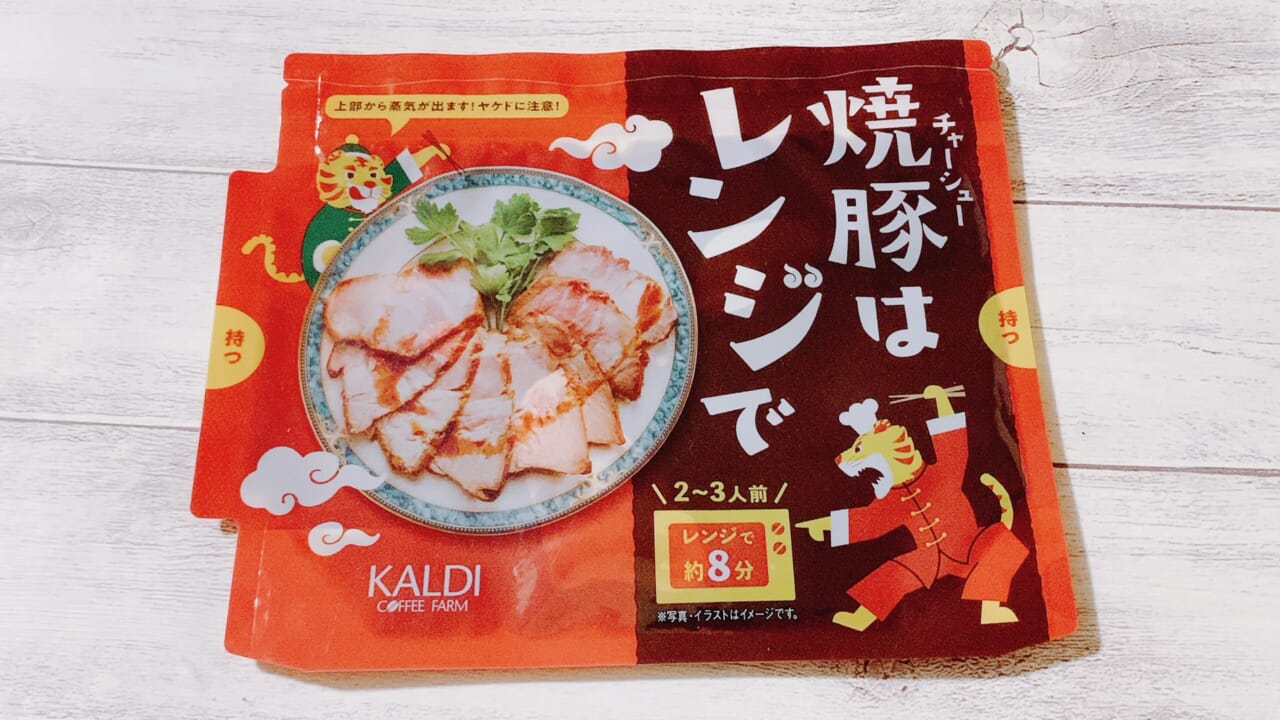 上部から蒸気が出ます!ヤケドに注意!
焼豚は
チャーシュー
レンジで
持つ
持つ
2〜3人前
レンジで
約8分
※写真・イラストはイメージです。
KALDI
COFFEE FARM